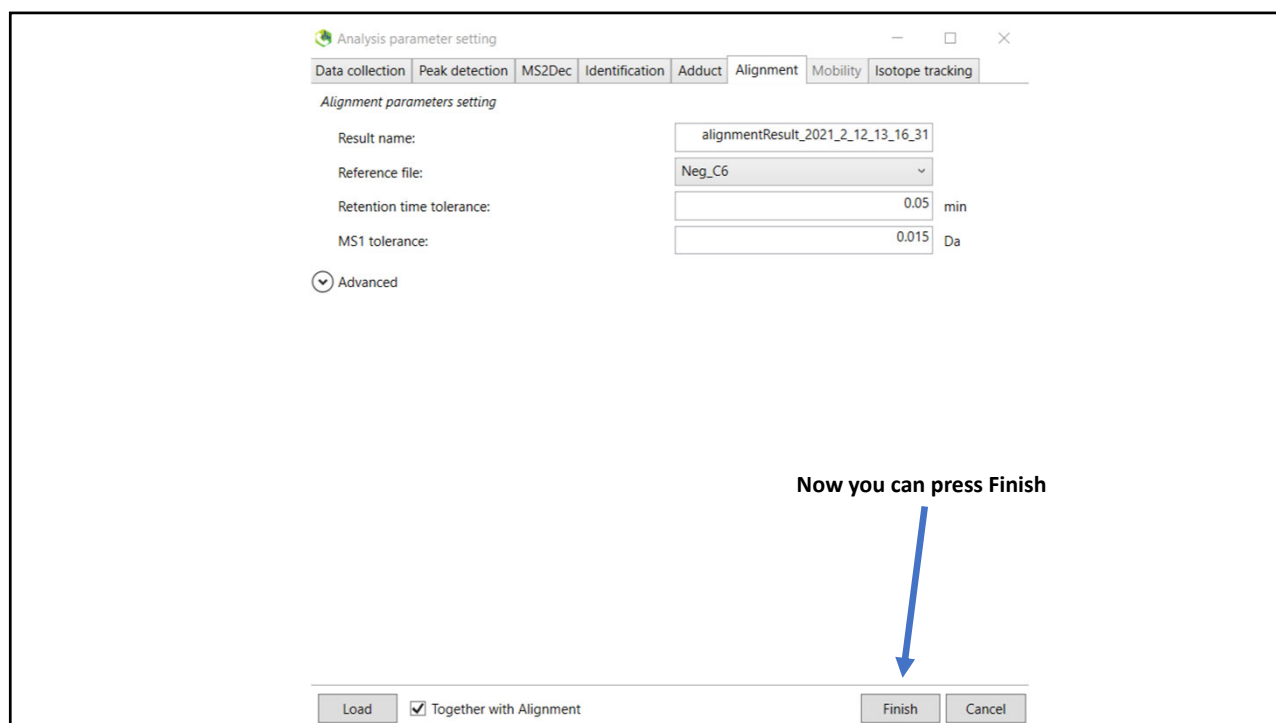 Analysis parameter setting
Data collection Peak detection MS2Dec Identification Adduct Alignment Mobility Isotope tracking
Alignment parameters setting
Result name: alignmentResult_2021_2_12_13_16_31
Reference file: Neg_C6
Retention time tolerance: 0.05 min
MS1 tolerance: 0.015 Da
Advanced
Now you can press Finish
Load Together with Alignment Finish Cancel